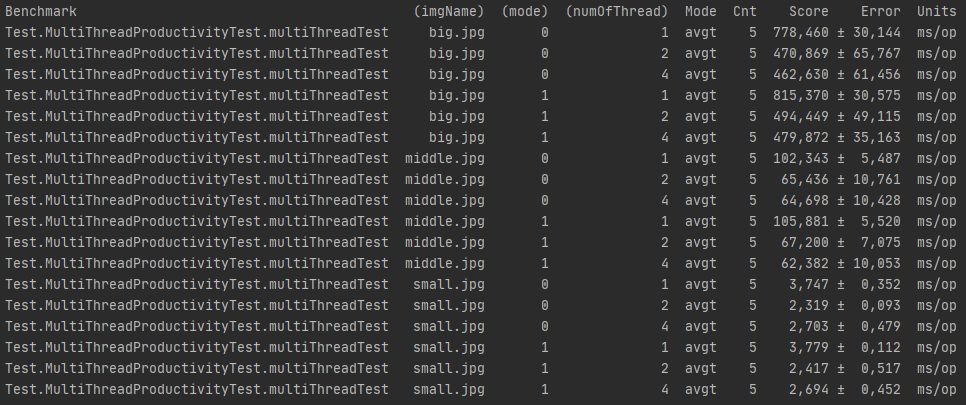 Benchmark (imgName) (mode) (numOfThread) Mode Cnt Score Error Units
Test.MultiThreadProductivityTest.multiThreadTest big.jpg 0 1 avgt 5 778,460 ± 30,144 ms/op
Test.MultiThreadProductivityTest.multiThreadTest big.jpg 0 2 avgt 5 470,869 ± 65,767 ms/op
Test.MultiThreadProductivityTest.multiThreadTest big.jpg 0 4 avgt 5 462,630 ± 61,456 ms/op
Test.MultiThreadProductivityTest.multiThreadTest big.jpg 1 1 avgt 5 815,370 ± 30,575 ms/op
Test.MultiThreadProductivityTest.multiThreadTest big.jpg 1 2 avgt 5 494,449 ± 49,115 ms/op
Test.MultiThreadProductivityTest.multiThreadTest big.jpg 1 4 avgt 5 479,872 ± 35,163 ms/op
Test.MultiThreadProductivityTest.multiThreadTest middle.jpg 0 1 avgt 5 102,343 ± 5,487 ms/op
Test.MultiThreadProductivityTest.multiThreadTest middle.jpg 0 2 avgt 5 65,436 ± 10,761 ms/op
Test.MultiThreadProductivityTest.multiThreadTest middle.jpg 0 4 avgt 5 64,698 ± 10,428 ms/op
Test.MultiThreadProductivityTest.multiThreadTest middle.jpg 1 1 avgt 5 105,881 ± 5,520 ms/op
Test.MultiThreadProductivityTest.multiThreadTest middle.jpg 1 2 avgt 5 67,200 ± 7,075 ms/op
Test.MultiThreadProductivityTest.multiThreadTest middle.jpg 1 4 avgt 5 62,382 ± 10,053 ms/op
Test.MultiThreadProductivityTest.multiThreadTest small.jpg 0 1 avgt 5 3,747 ± 0,352 ms/op
Test.MultiThreadProductivityTest.multiThreadTest small.jpg 0 2 avgt 5 2,319 ± 0,093 ms/op
Test.MultiThreadProductivityTest.multiThreadTest small.jpg 0 4 avgt 5 2,703 ± 0,479 ms/op
Test.MultiThreadProductivityTest.multiThreadTest small.jpg 1 1 avgt 5 3,779 ± 0,112 ms/op
Test.MultiThreadProductivityTest.multiThreadTest small.jpg 1 2 avgt 5 2,417 ± 0,517 ms/op
Test.MultiThreadProductivityTest.multiThreadTest small.jpg 1 4 avgt 5 2,694 ± 0,452 ms/op